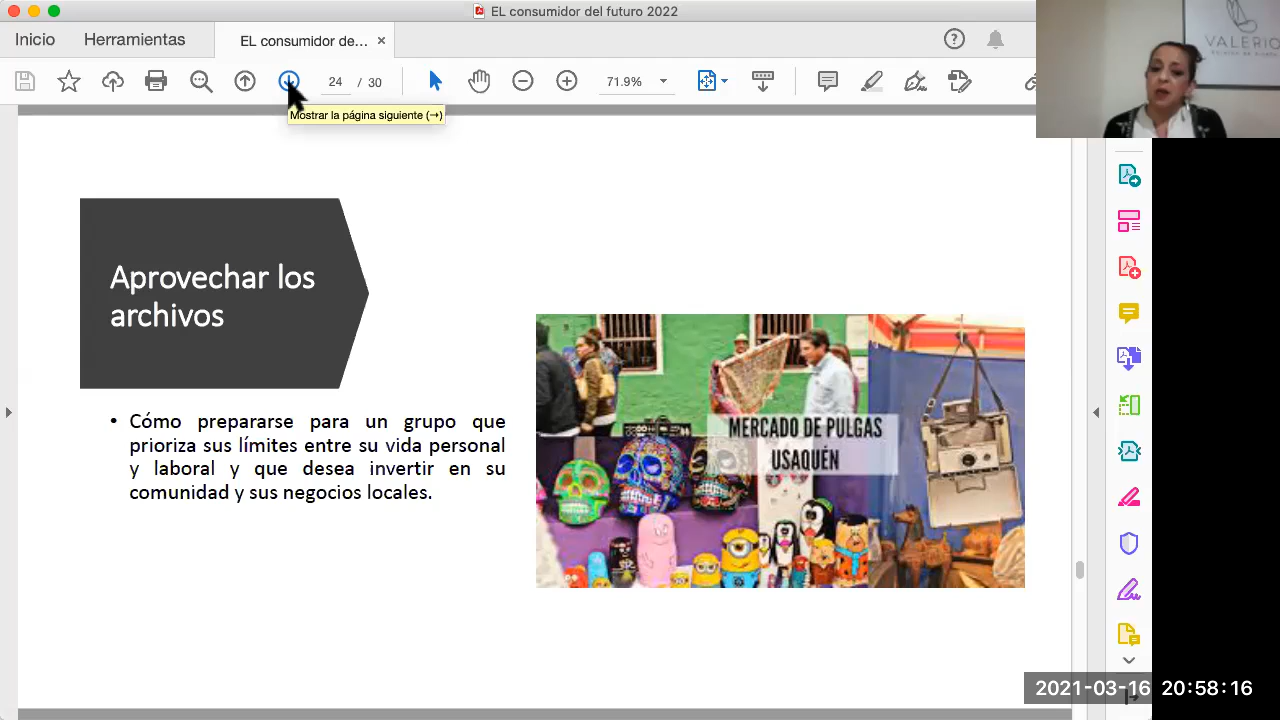 EL consumidor del futuro 2022
Inicio
Herramientas
EL consumidor de...
24 / 30
71.9%
Mostrar la página siguiente (→)
VALERIO
Aprovechar los
archivos
• Cómo prepararse para un grupo que
prioriza sus límites entre su vida personal
y laboral y que desea invertir en su
comunidad y sus negocios locales.
MERCADO DE PULGAS
USAQUÉN
2021-03-16 20:58:16